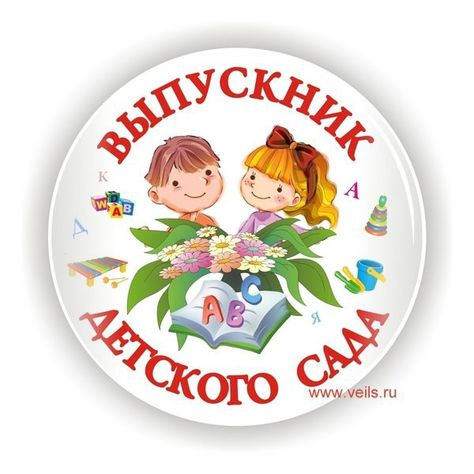 ВЫПУСКНИК
К
А
W D A B
Д
A B C
Я
ДЕТСКОГО САДА
www.veils.ru